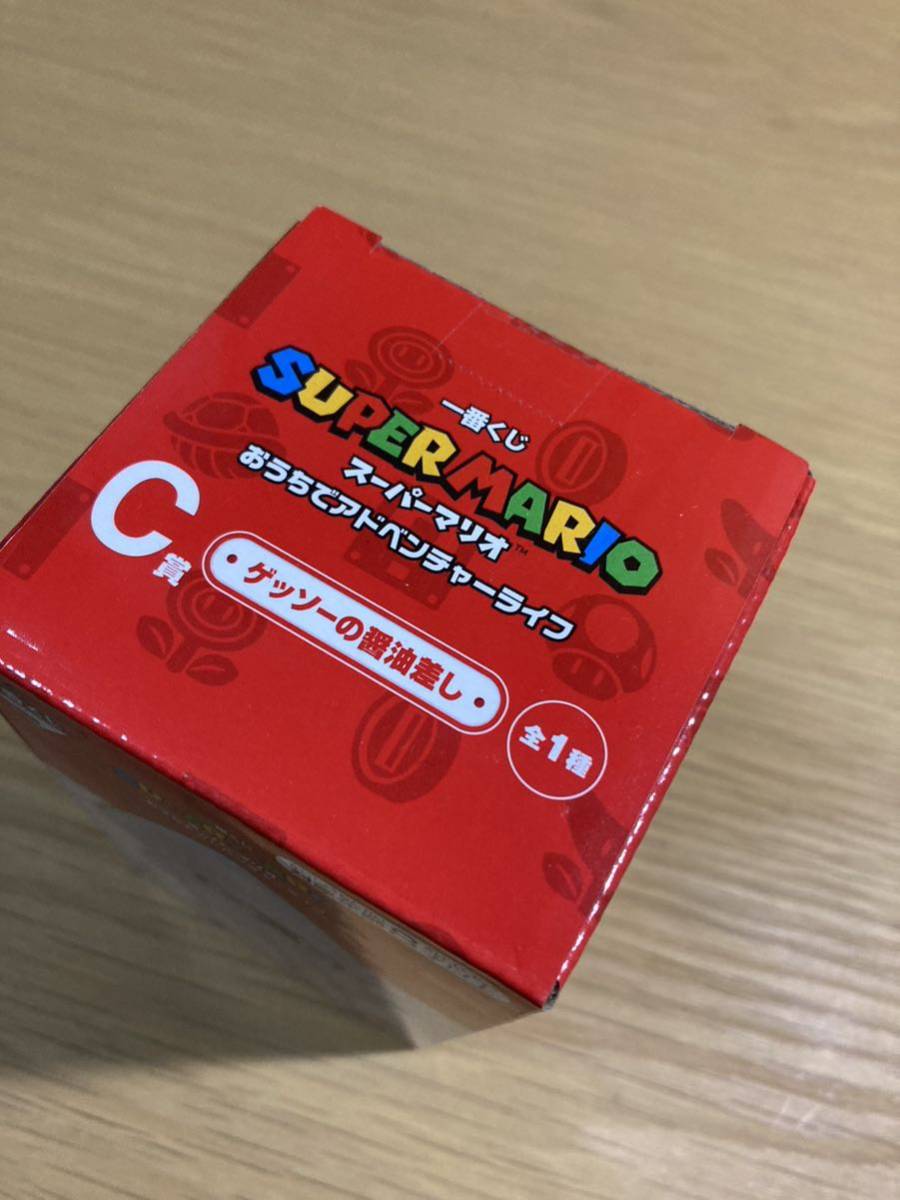 一番くじ
SUPER MARIO™
スーパーマリオ
おうちでアドベンチャーライフ
C賞
・ゲッソーの醤油差し・
全1種